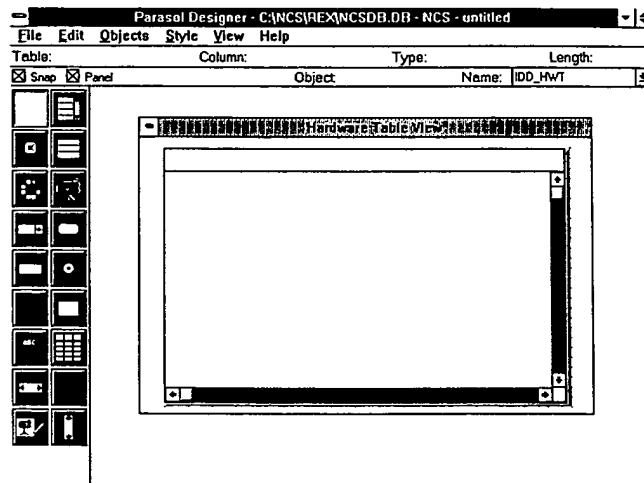 Parasol Designer - C:\NCS\REX\NCSDB.DB - NCS - untitled
File Edit Objects Style View Help
Table: Column: Type: Length:
Snap Panel Object Name: IDD_HWT
Hardware Table View
ABC